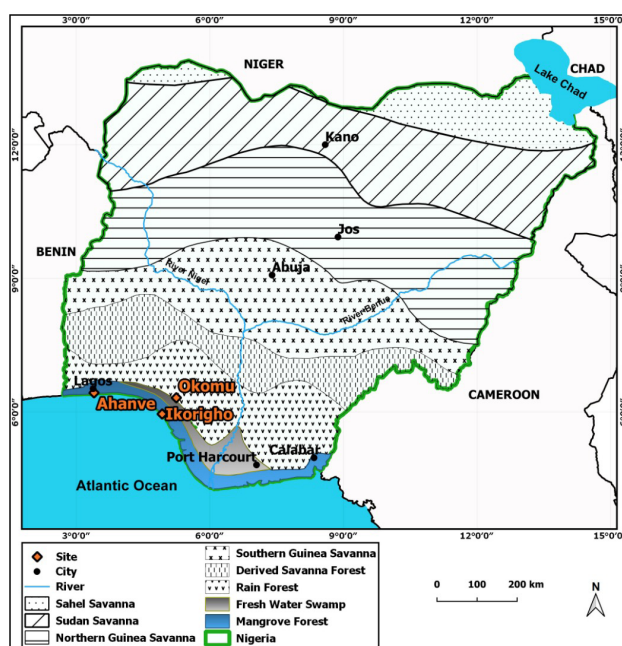 3°0'0" 6°0'0" 9°0'0" 12°0'0" 15°0'0"
NIGER
CHAD
Lake Chad
12°0'0"
Kano
Jos
BENIN
9°0'0"
Abuja
River Niger
River Benue
Lagos
Okomu
Ahanve
Ikorigho
CAMEROON
6°0'0"
Calabar
Port Harcourt
Atlantic Ocean
3°0'0" 6°0'0" 9°0'0" 12°0'0" 15°0'0"
Site
City
River
Sahel Savanna
Sudan Savanna
Northern Guinea Savanna
Southern Guinea Savanna
Derived Savanna Forest
Rain Forest
Fresh Water Swamp
Mangrove Forest
Nigeria
0 100 200 km
N